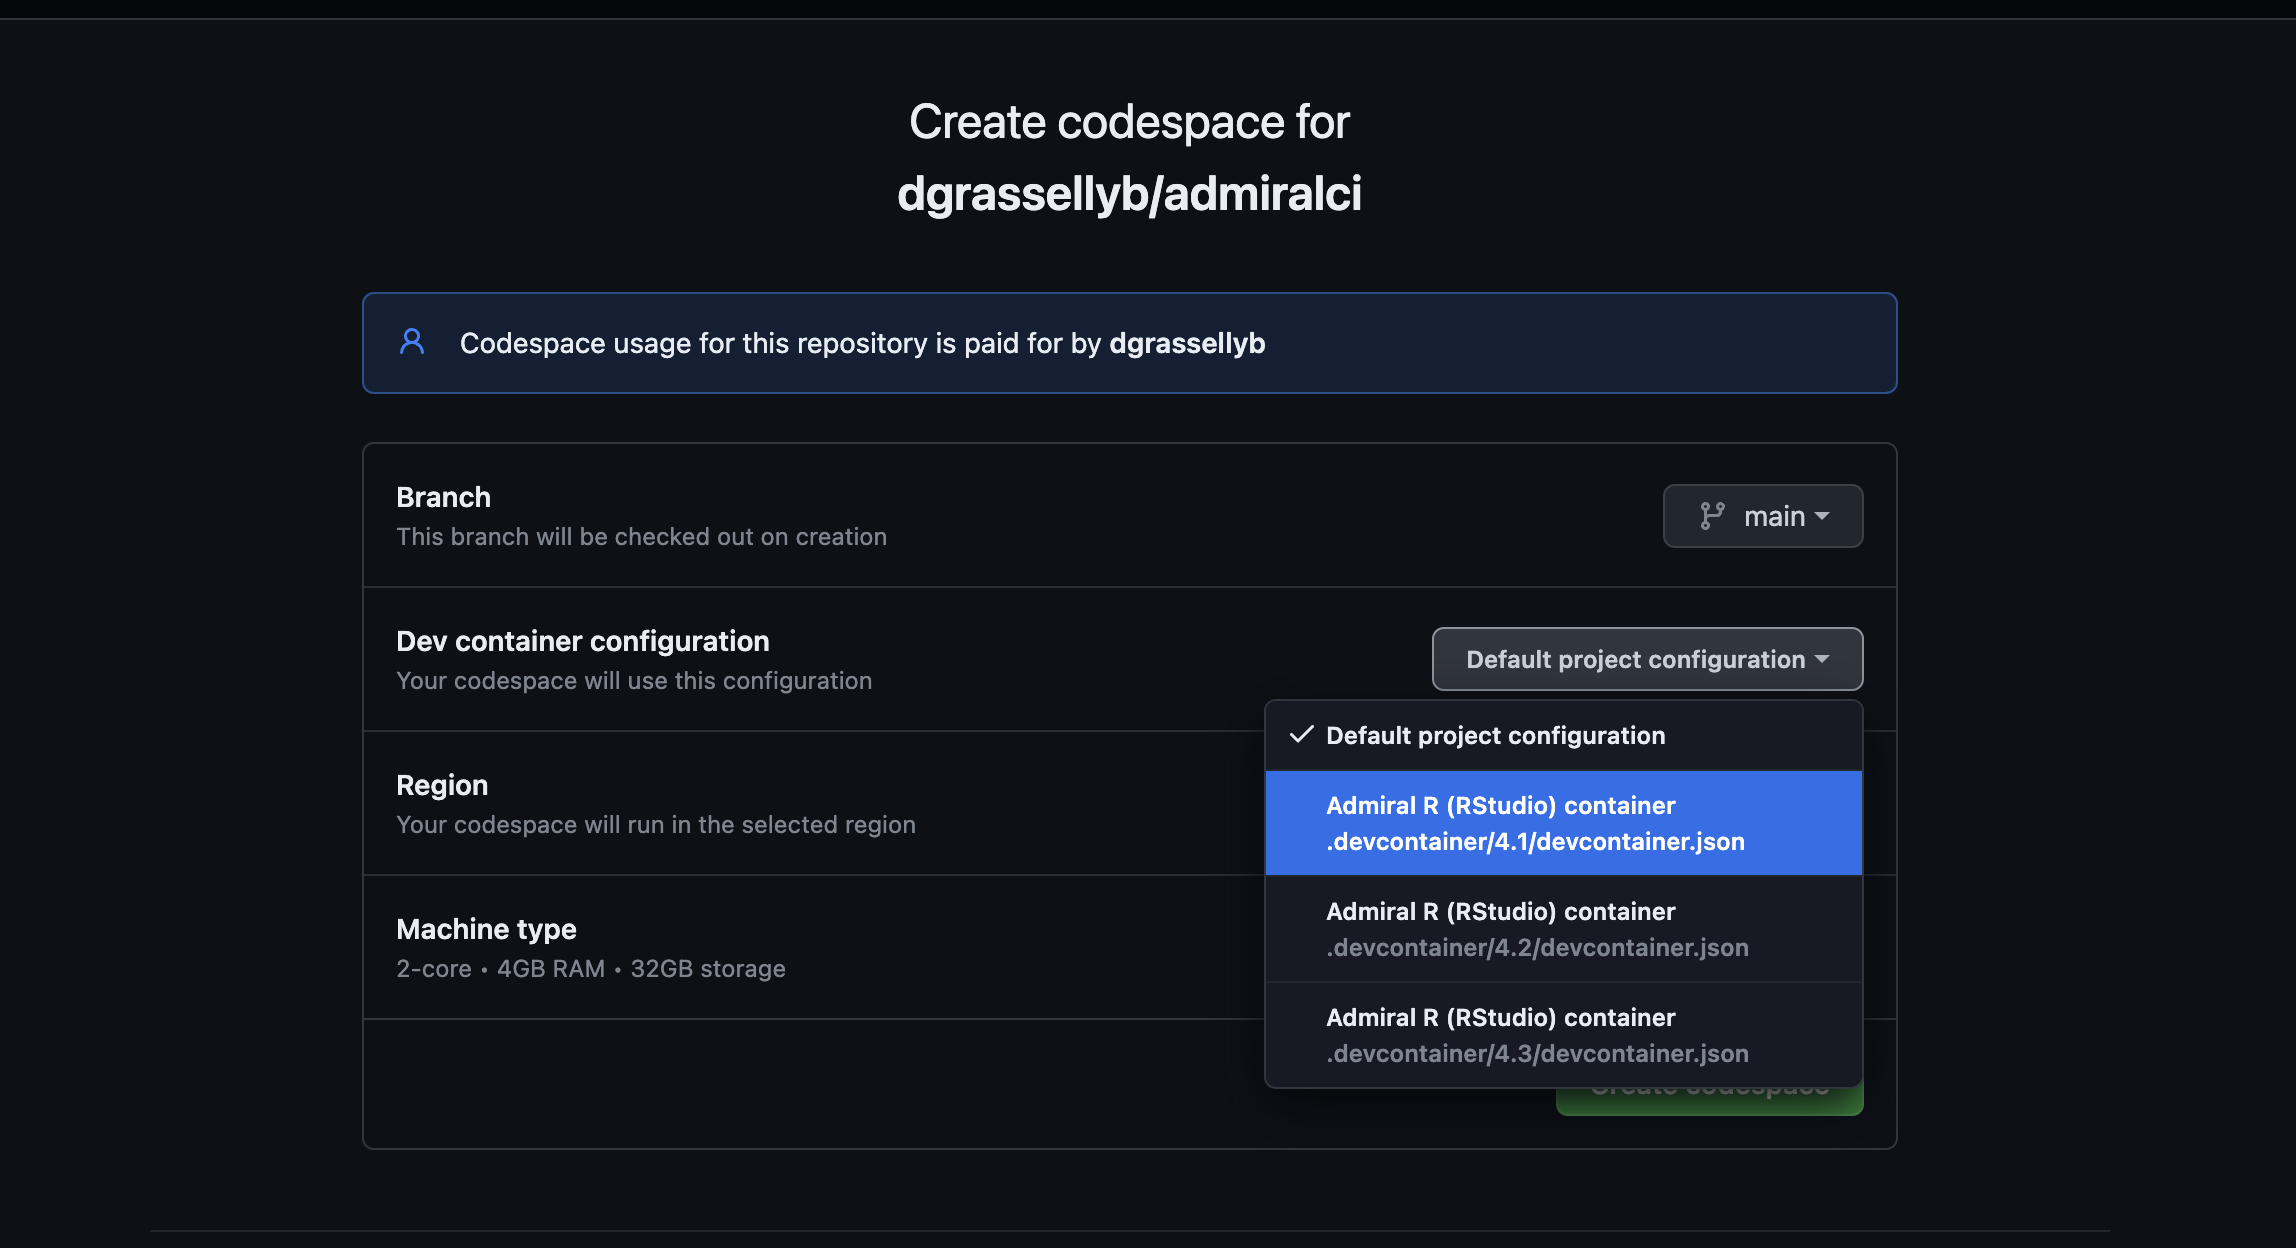 Create codespace for
dgrassellyb/admiralci
Codespace usage for this repository is paid for by dgrassellyb
Branch
This branch will be checked out on creation
main
Dev container configuration
Your codespace will use this configuration
Default project configuration
Default project configuration
Admiral R (RStudio) container
.devcontainer/4.1/devcontainer.json
Admiral R (RStudio) container
.devcontainer/4.2/devcontainer.json
Admiral R (RStudio) container
.devcontainer/4.3/devcontainer.json
Region
Your codespace will run in the selected region
Machine type
2-core • 4GB RAM • 32GB storage
Create codespace